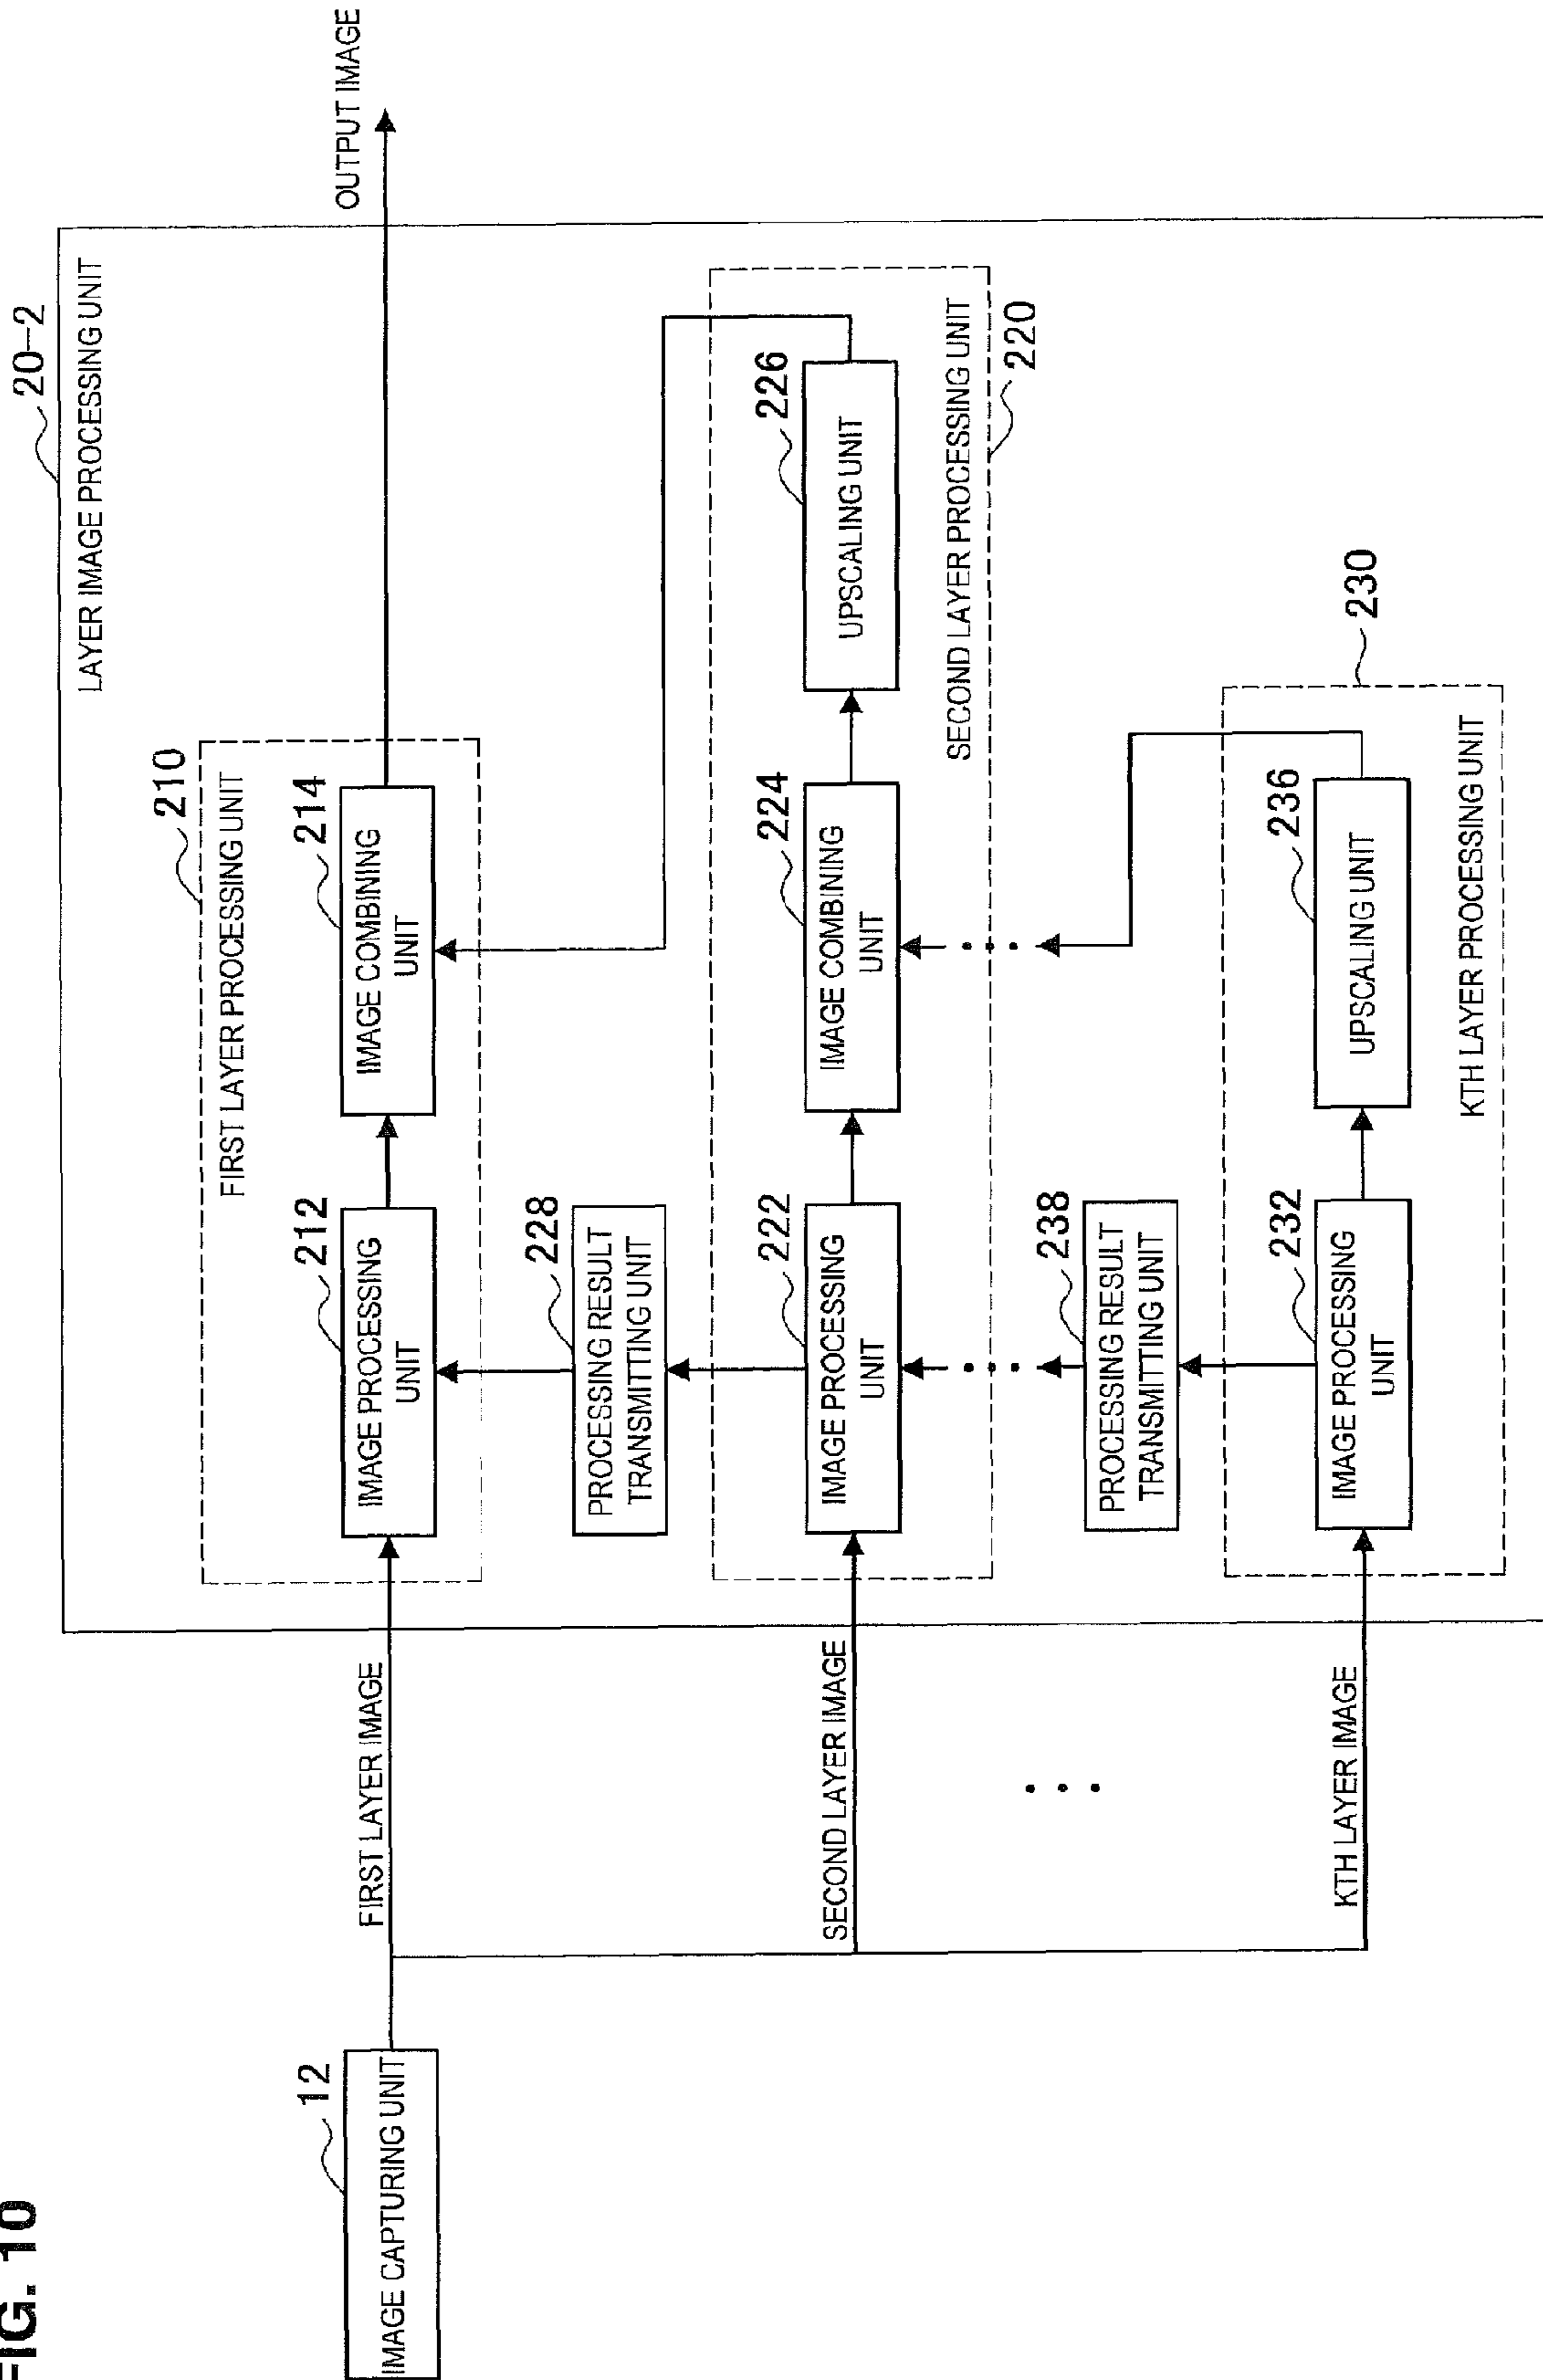 FIG. 10
12
IMAGE CAPTURING UNIT
FIRST LAYER IMAGE
SECOND LAYER IMAGE
KTH LAYER IMAGE
20-2
LAYER IMAGE PROCESSING UNIT
210
FIRST LAYER PROCESSING UNIT
212
IMAGE PROCESSING
UNIT
214
IMAGE COMBINING
UNIT
OUTPUT IMAGE
228
PROCESSING RESULT
TRANSMITTING UNIT
222
IMAGE PROCESSING
UNIT
224
IMAGE COMBINING
UNIT
226
UPSCALING UNIT
SECOND LAYER PROCESSING UNIT
220
238
PROCESSING RESULT
TRANSMITTING UNIT
232
IMAGE PROCESSING
UNIT
236
UPSCALING UNIT
KTH LAYER PROCESSING UNIT
230